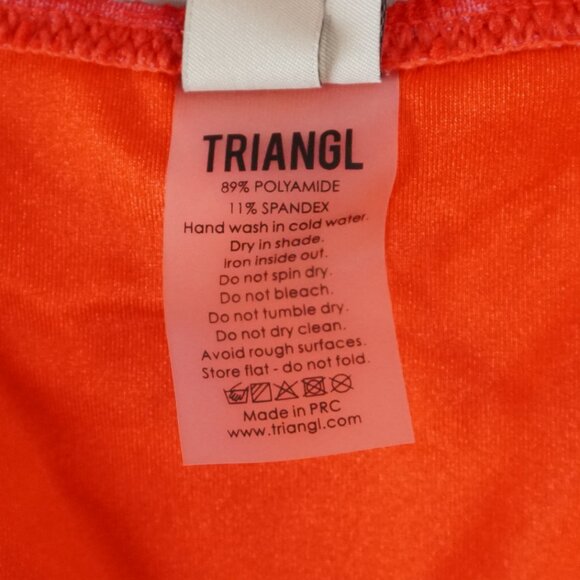 TRIANGL
89% POLYAMIDE
11% SPANDEX
Hand wash in cold water.
Dry in shade.
Iron inside out.
Do not spin dry.
Do not bleach.
Do not tumble dry.
Do not dry clean.
Avoid rough surfaces.
Store flat - do not fold.
Made in PRC
www.triangl.com